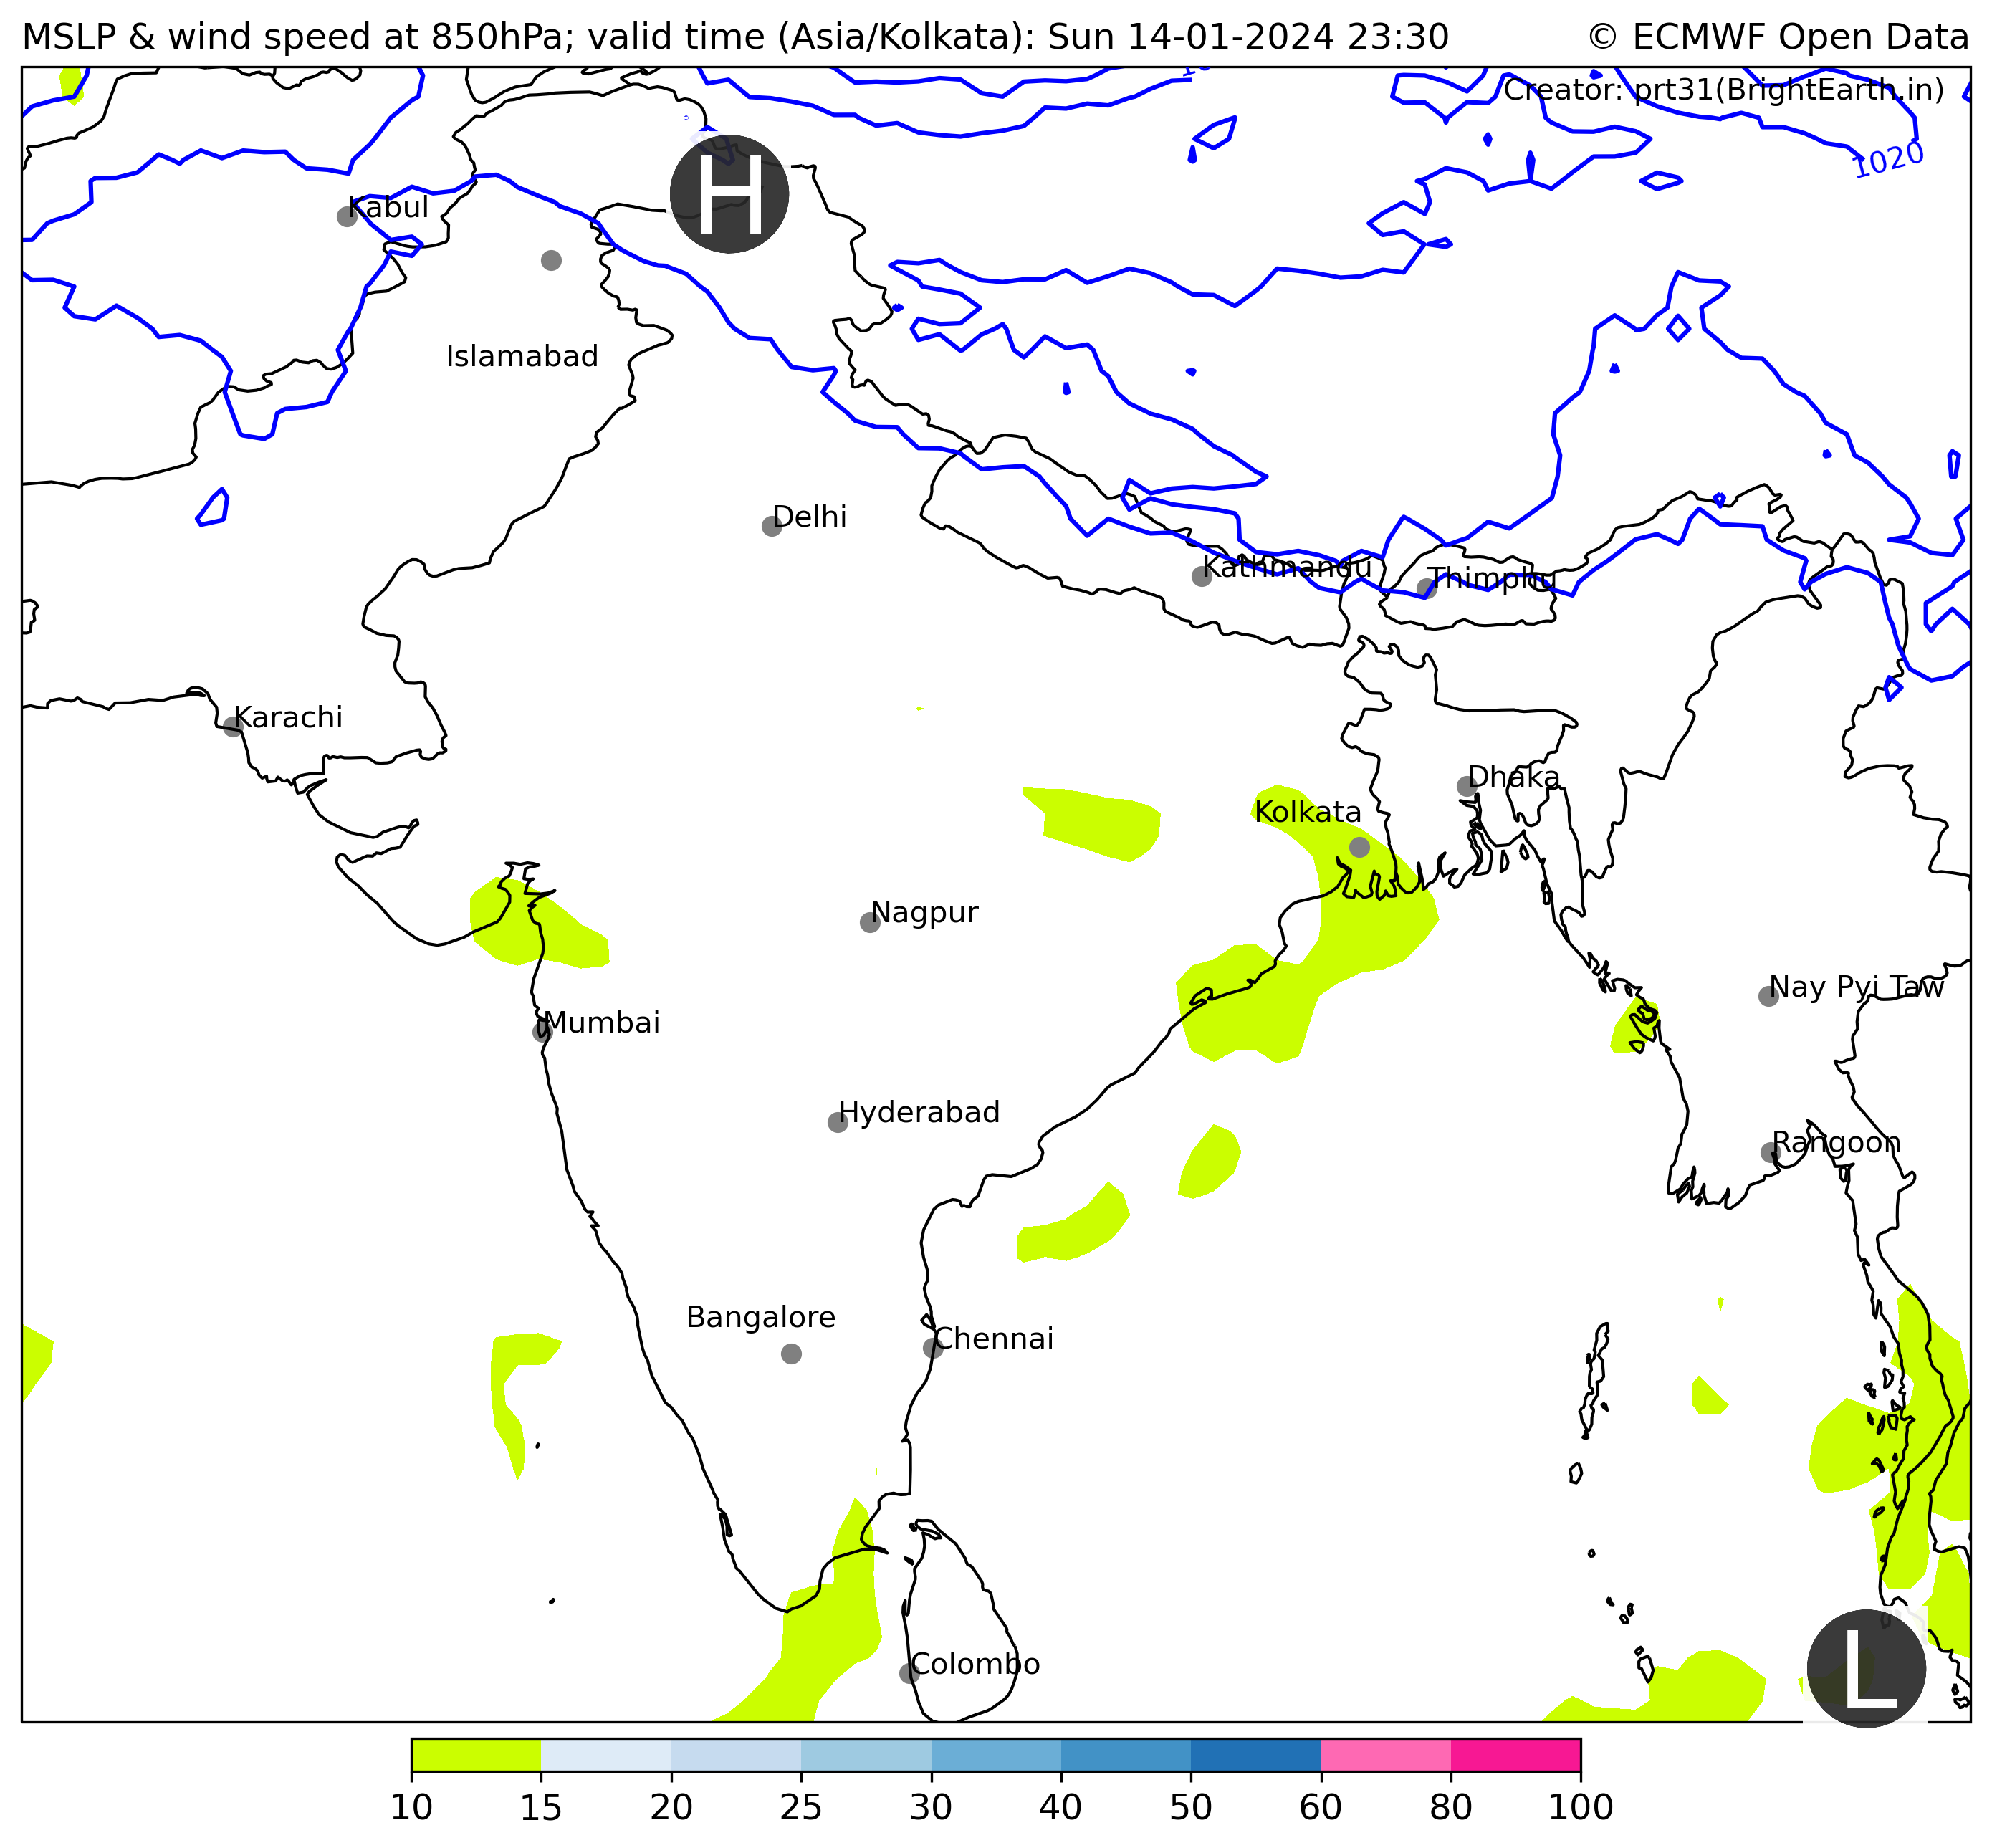 MSLP & wind speed at 850hPa; valid time (Asia/Kolkata): Sun 14-01-2024 23:30
© ECMWF Open Data
Creator: prt31(BrightEarth.in)
1020
H
Kabul
Islamabad
Delhi
Kathmandu
Thimphu
Karachi
Dhaka
Kolkata
Nagpur
Nay Pyi Taw
Mumbai
Hyderabad
Rangoon
Bangalore
Chennai
Colombo
L
10 15 20 25 30 40 50 60 80 100